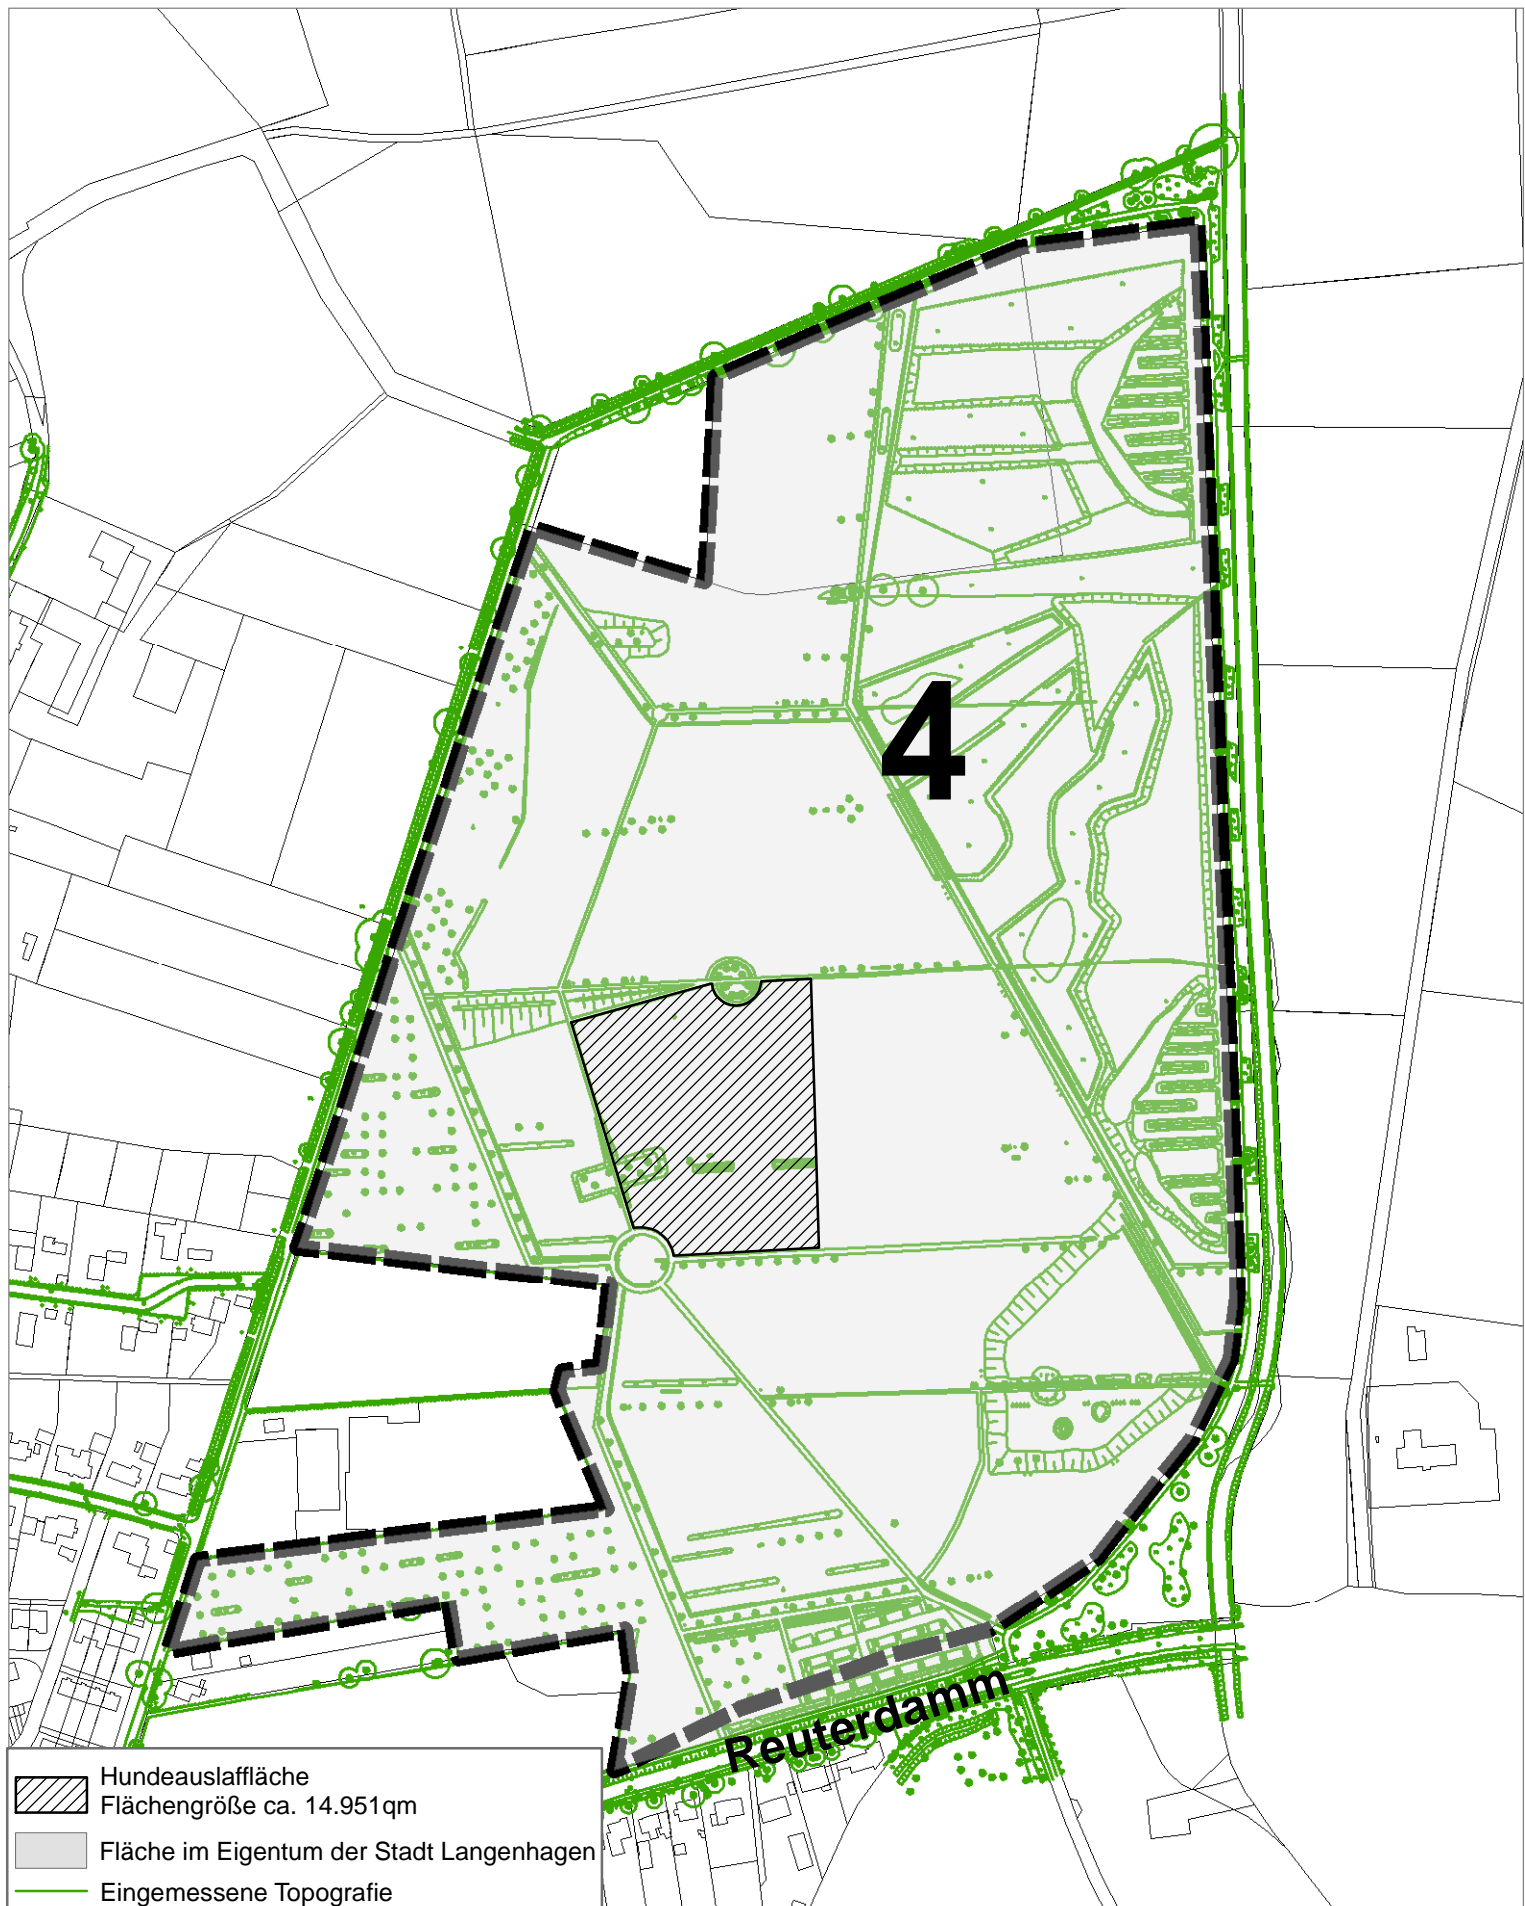 4
Reuterdamm
Hundeauslaffläche
Flächengröße ca. 14.951qm
Fläche im Eigentum der Stadt Langenhagen
Eingemessene Topografie